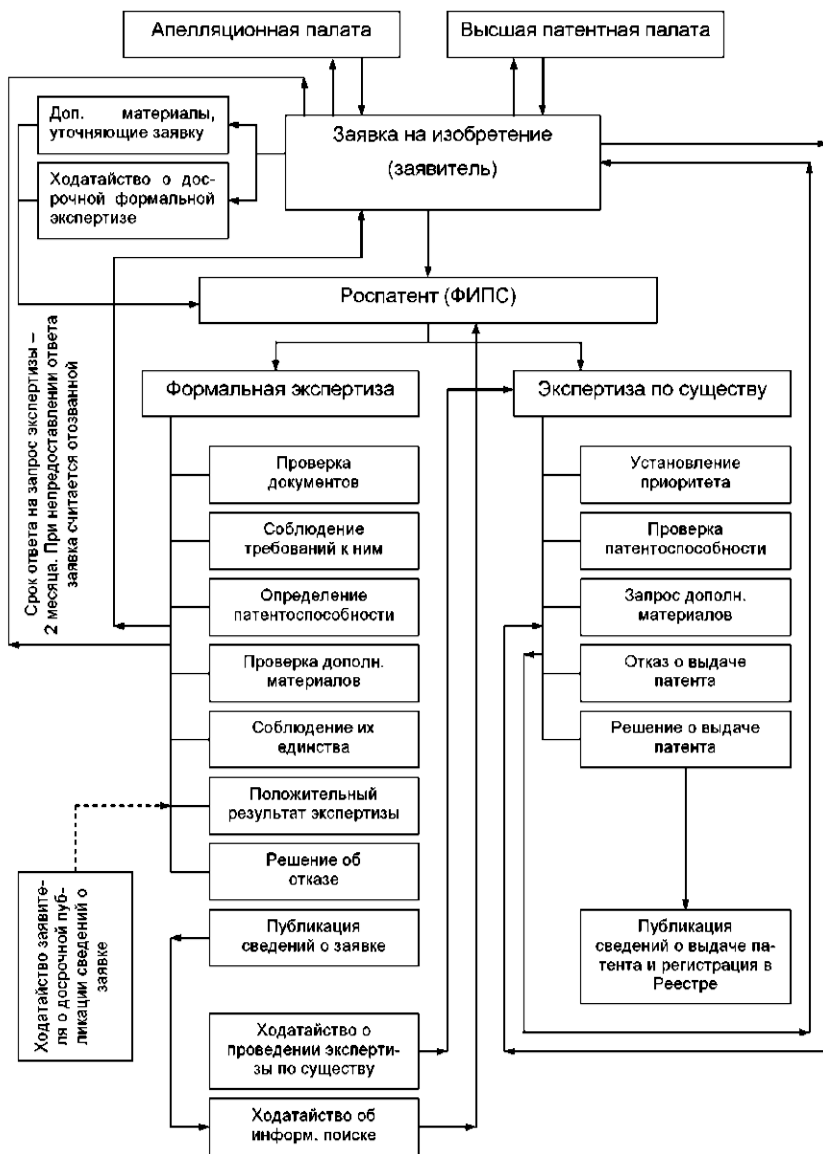 Апелляционная палата
Высшая патентная палата
Доп. материалы,
уточняющие заявку
Заявка на изобретение
(заявитель)
Ходатайство о дос-
рочной формальной
экспертизе
Роспатент (ФИПС)
Срок ответа на запрос экспертизы –
2 месяца. При непредоставлении ответа
заявка считается отозванной
Формальная экспертиза
Экспертиза по существу
Проверка
документов
Соблюдение
требований к ним
Определение
патентоспособности
Проверка дополн.
материалов
Соблюдение их
единства
Положительный
результат экспертизы
Решение об
отказе
Публикация
сведений о заявке
Установление
приоритета
Проверка
патентоспособности
Запрос дополн.
материалов
Отказ о выдаче
патента
Решение о выдаче
патента
Публикация
сведений о выдаче па-
тента и регистрация в
Реестре
Ходатайство заявите-
ля о досрочной пуб-
ликации сведений о
заявке
Ходатайство о
проведении эксперти-
зы по существу
Ходатайство об
информ. поиске